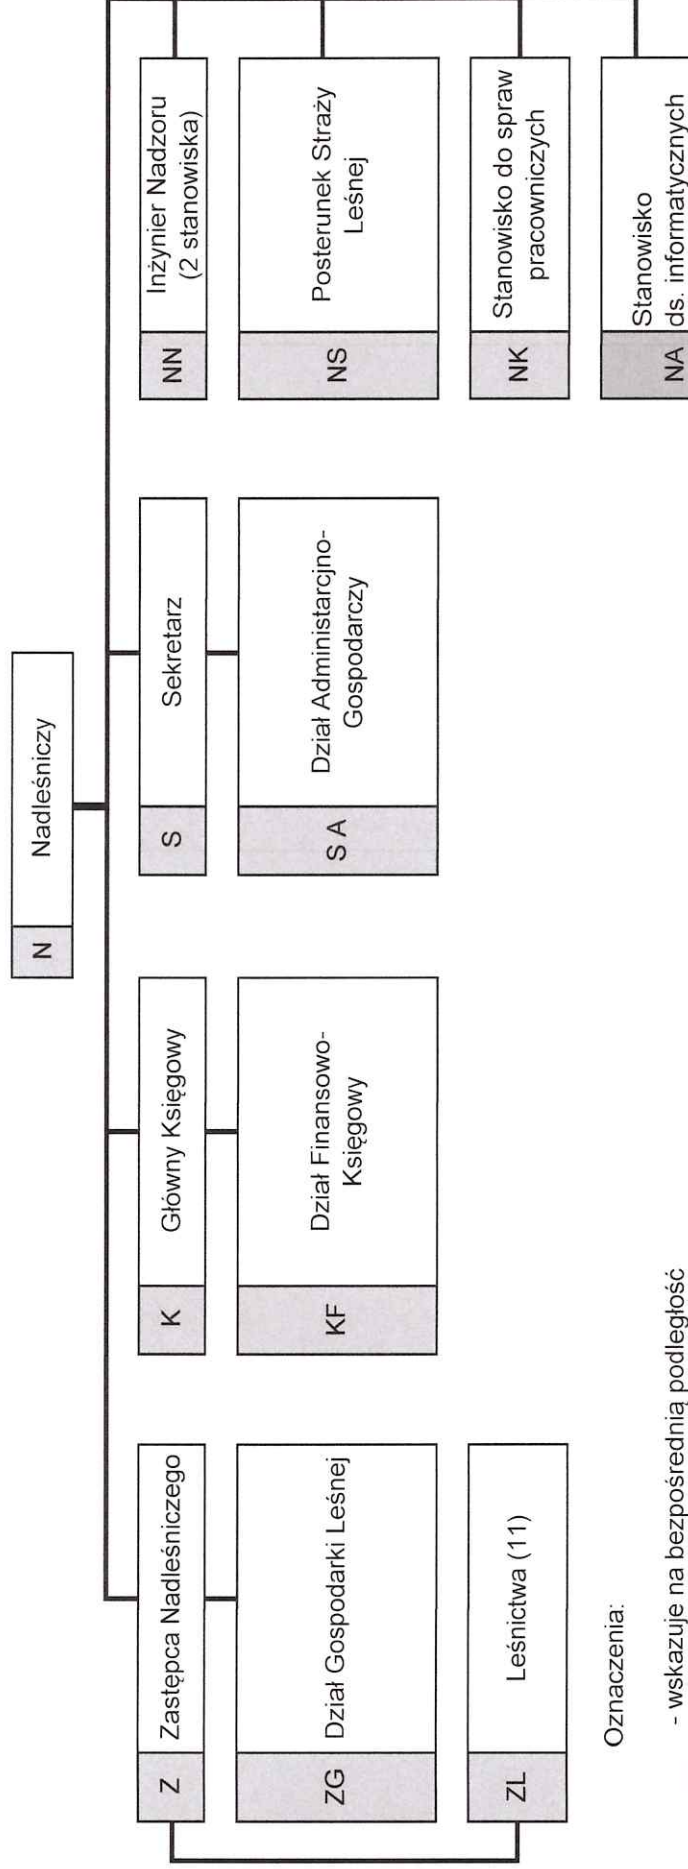 N
Nadleśniczy
Z
Zastępca Nadleśniczego
K
Główny Księgowy
S
Sekretarz
NN
Inżynier Nadzoru
(2 stanowiska)
ZG
Dział Gospodarki Leśnej
KF
Dział Finansowo-
Księgowy
S A
Dział Administarcjno-
Gospodarczy
NS
Posterunek Straży
Leśnej
ZL
Leśnictwa (11)
NK
Stanowisko do spraw
pracowniczych
NA
Stanowisko
ds. informatycznych
Oznaczenia:
- wskazuje na bezpośrednią podległość